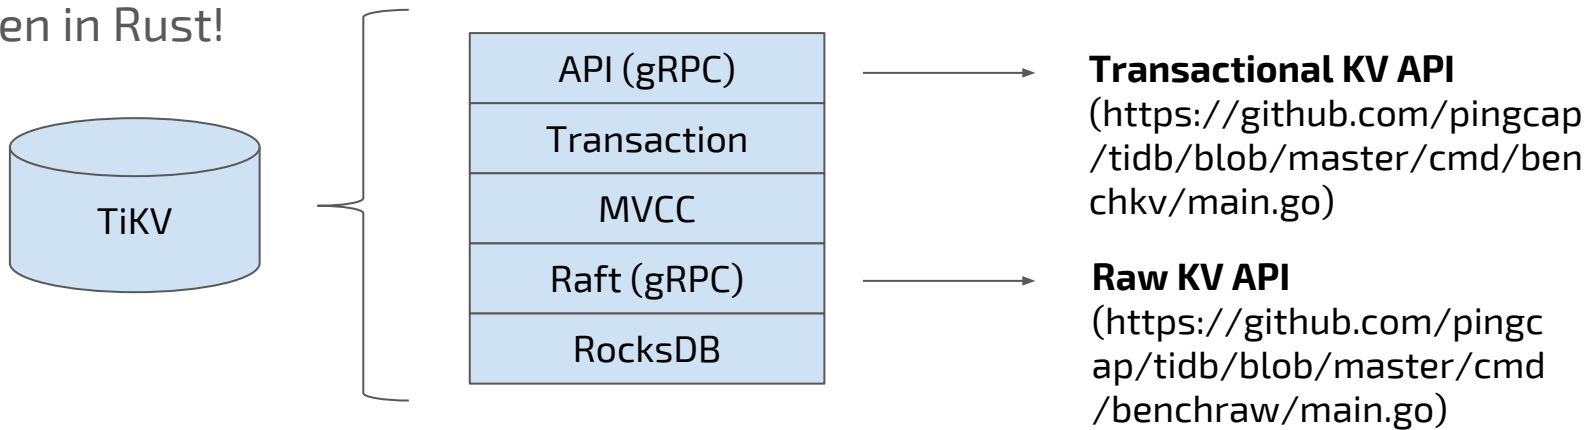 en in Rust!
TiKV
API (gRPC)
Transaction
MVCC
Raft (gRPC)
RocksDB
Transactional KV API
(https://github.com/pingcap
/tidb/blob/master/cmd/ben
chkv/main.go)
Raw KV API
(https://github.com/pingc
ap/tidb/blob/master/cmd
/benchraw/main.go)